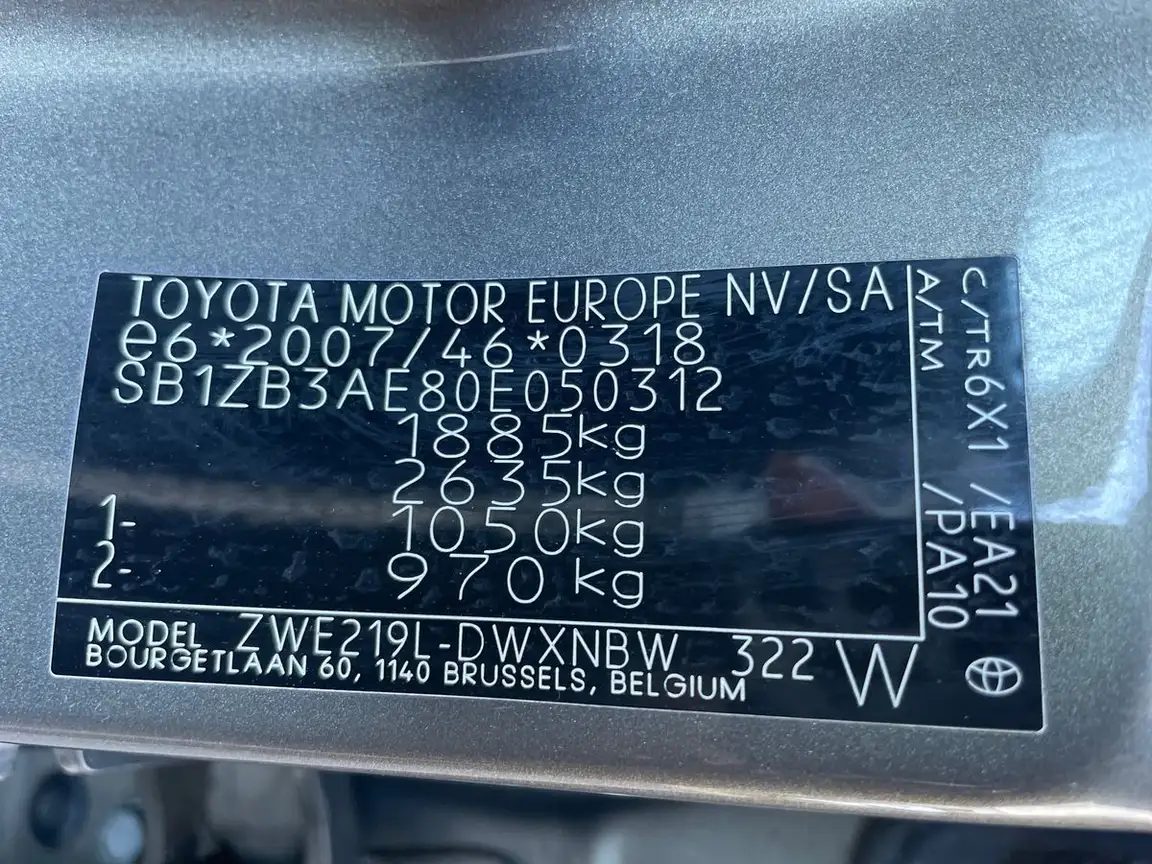 TOYOTA MOTOR EUROPE NV/SA
e6*2007/46*0318
SB1ZB3AE80E050312
1885kg
2635kg
1- 1050kg
2- 970 kg
MODEL ZWE219L-DWXNBW 322 W
BOURGETLAAN 60, 1140 BRUSSELS, BELGIUM
C/TR6X1 /EA21
A/TM /PA10